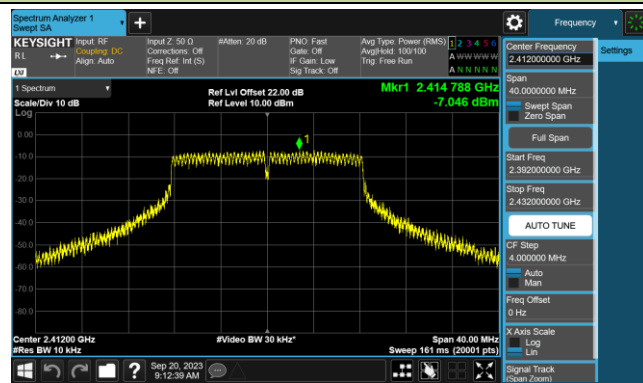 Spectrum Analyzer 1
Swept SA
+
Frequency
KEYSIGHT
RL
LXI
Input: RF
Coupling: DC
Align: Auto
Input Z: 50 Ω
Corrections: Off
Freq Ref: Int (S)
NFE: Off
#Atten: 20 dB
PNO: Fast
Gate: Off
IF Gain: Low
Sig Track: Off
Avg Type: Power (RMS)
Avg|Hold: 100/100
Trig: Free Run
1 2 3 4 5 6
A W W W W W
A N N N N N
1 Spectrum
Scale/Div 10 dB
Log
Ref Lvl Offset 22.00 dB
Ref Level 10.00 dBm
Mkr1 2.414 788 GHz
-7.046 dBm
1
0.00
-10.0
-20.0
-30.0
-40.0
-50.0
-60.0
-70.0
-80.0
Center 2.41200 GHz
#Res BW 10 kHz
#Video BW 30 kHz*
Span 40.00 MHz
Sweep 161 ms (20001 pts)
Sep 20, 2023
9:12:39 AM
?
Center Frequency
2.412000000 GHz
Span
40.0000000 MHz
Swept Span
Zero Span
Full Span
Start Freq
2.392000000 GHz
Stop Freq
2.432000000 GHz
AUTO TUNE
CF Step
4.000000 MHz
Auto
Man
Freq Offset
0 Hz
X Axis Scale
Log
Lin
Signal Track
(Span Zoom)
Settings